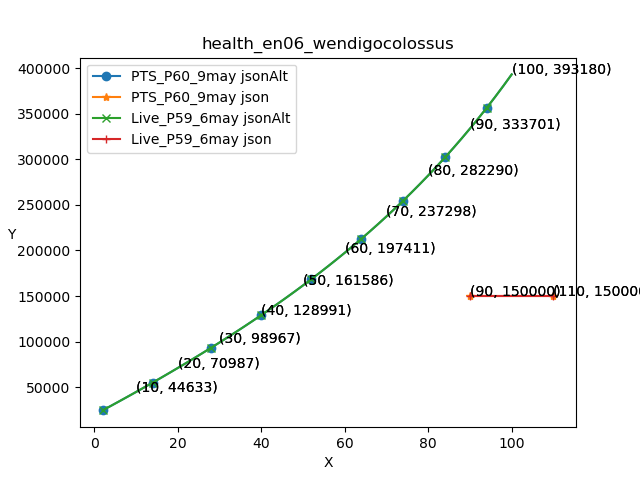 health_en06_wendigocolossus
PTS_P60_9may jsonAlt
PTS_P60_9may json
Live_P59_6may jsonAlt
Live_P59_6may json
(100, 393180)
(90, 333701)
(80, 282290)
(70, 237298)
(60, 197411)
(50, 161586)
(40, 128991)
(30, 98967)
(20, 70987)
(10, 44633)
(90, 150000)
(110, 150000
Y
400000
350000
300000
250000
200000
150000
100000
50000
0 20 40 60 80 100
X